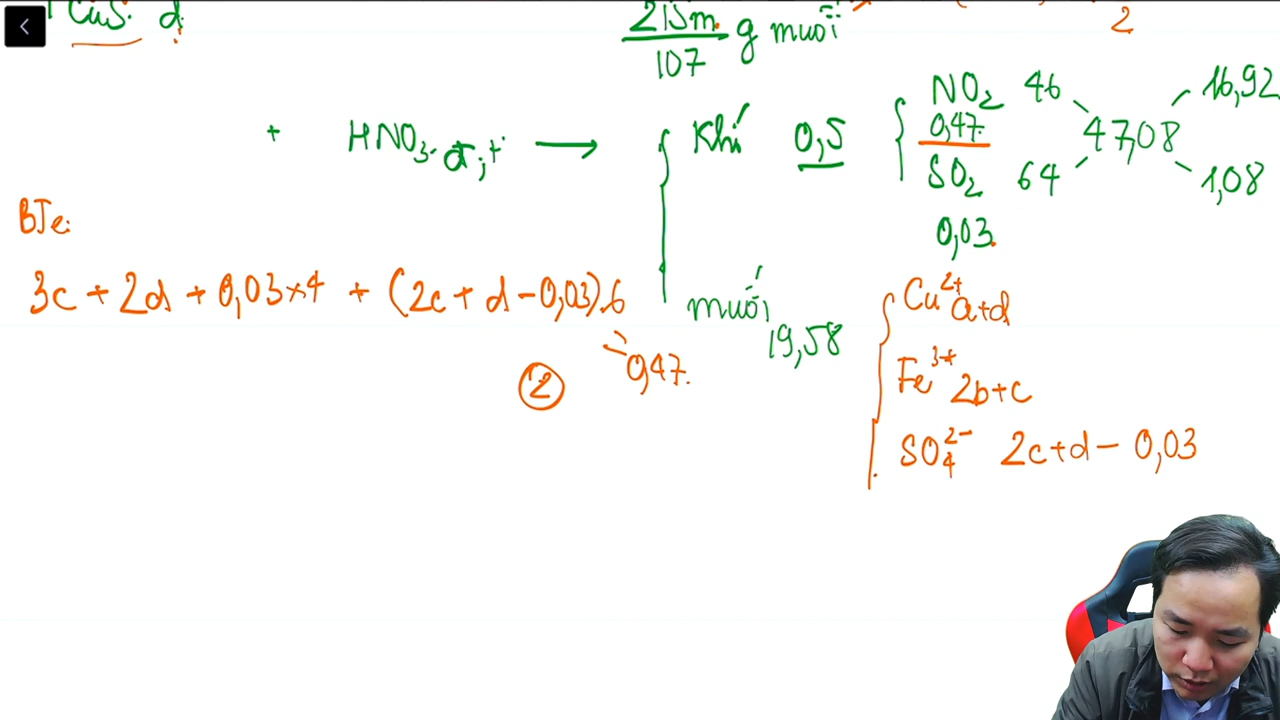 CuS. d
215m / 107 g muối
2
+ HNO3 đ, t° → Khí 0,5
NO2 46 47,08 16,92
0,47
SO2 64 1,08
0,03.
BTe:
3c + 2d + 0,03×4 + (2c + d - 0,03).6
= 0,47.
②
muối 19,58
Cu2+ a+d
Fe3+ 2b+c
SO4 2- 2c+d- 0,03